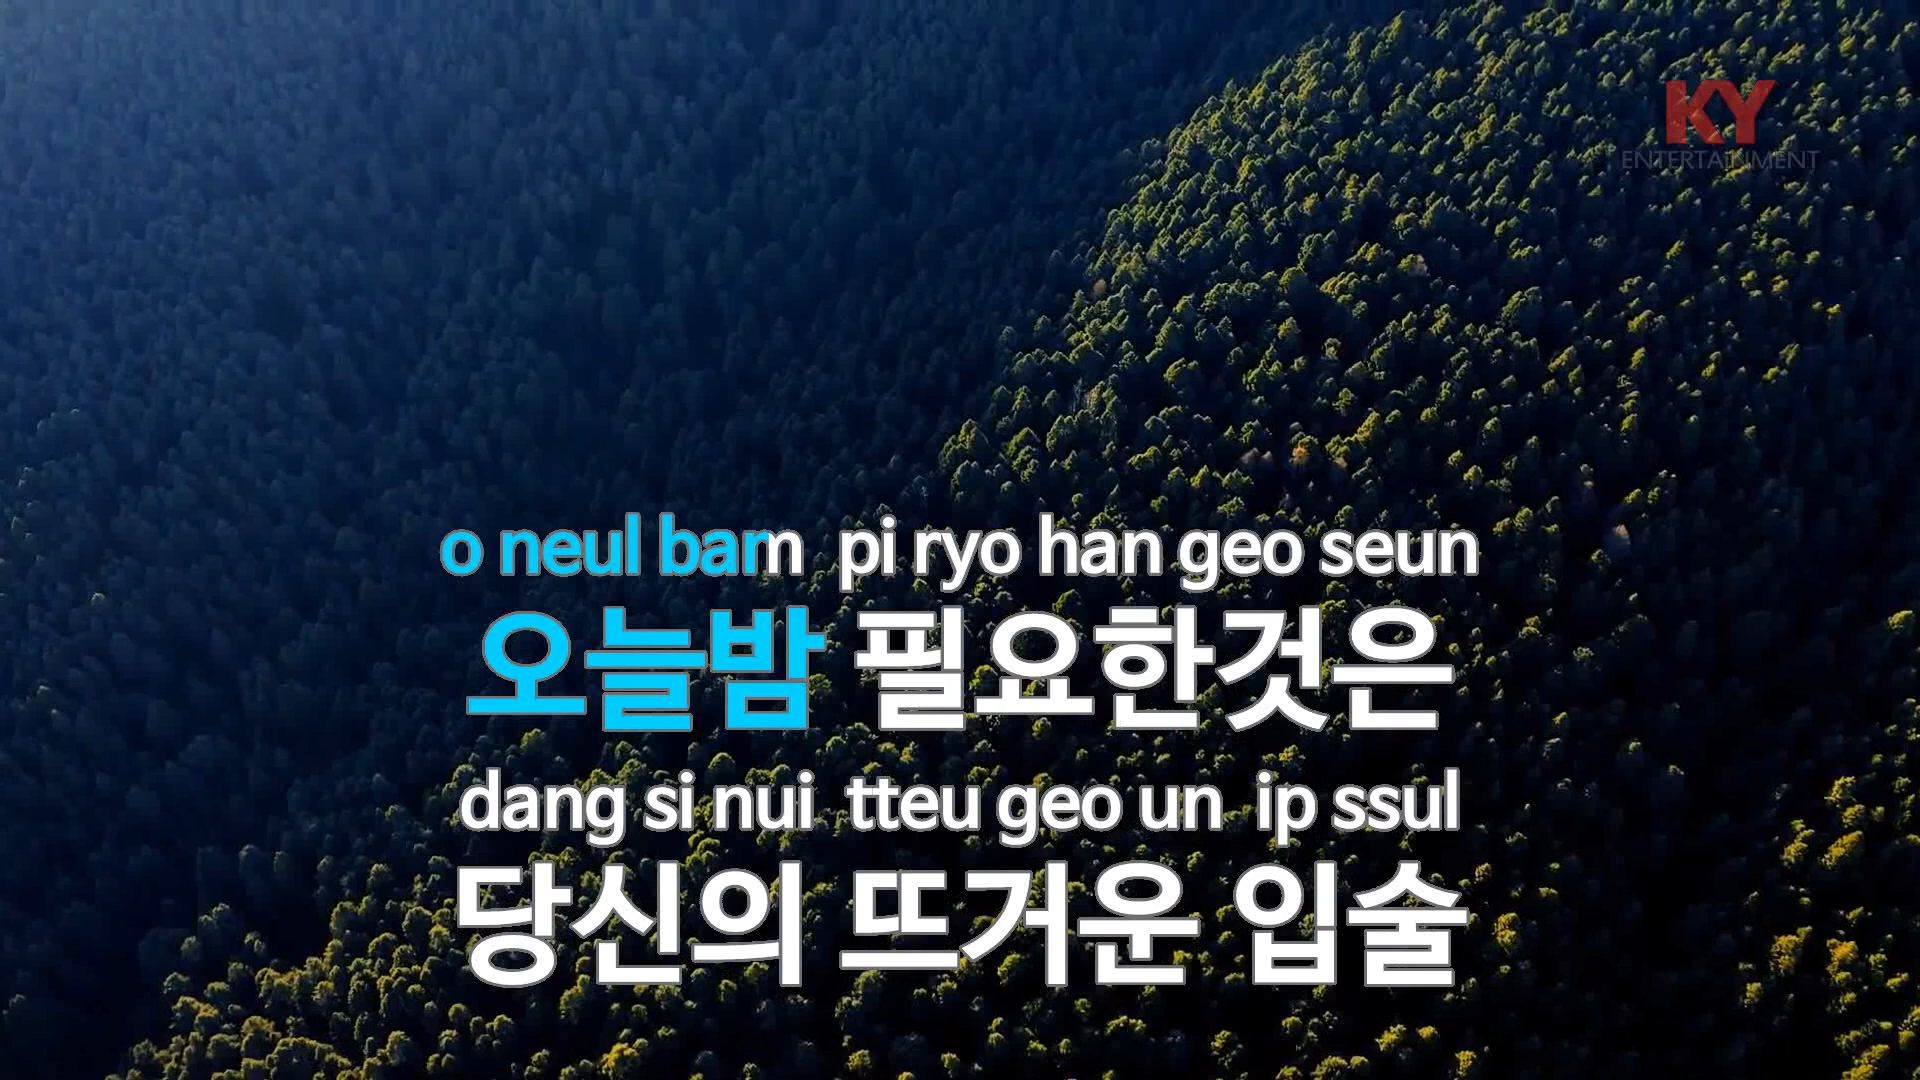 KY
ENTERTAINMENT
o neul bam pi ryo han geo seun
오늘밤 필요한것은
dang si nui tteu geo un ip ssul
당신의 뜨거운 입술